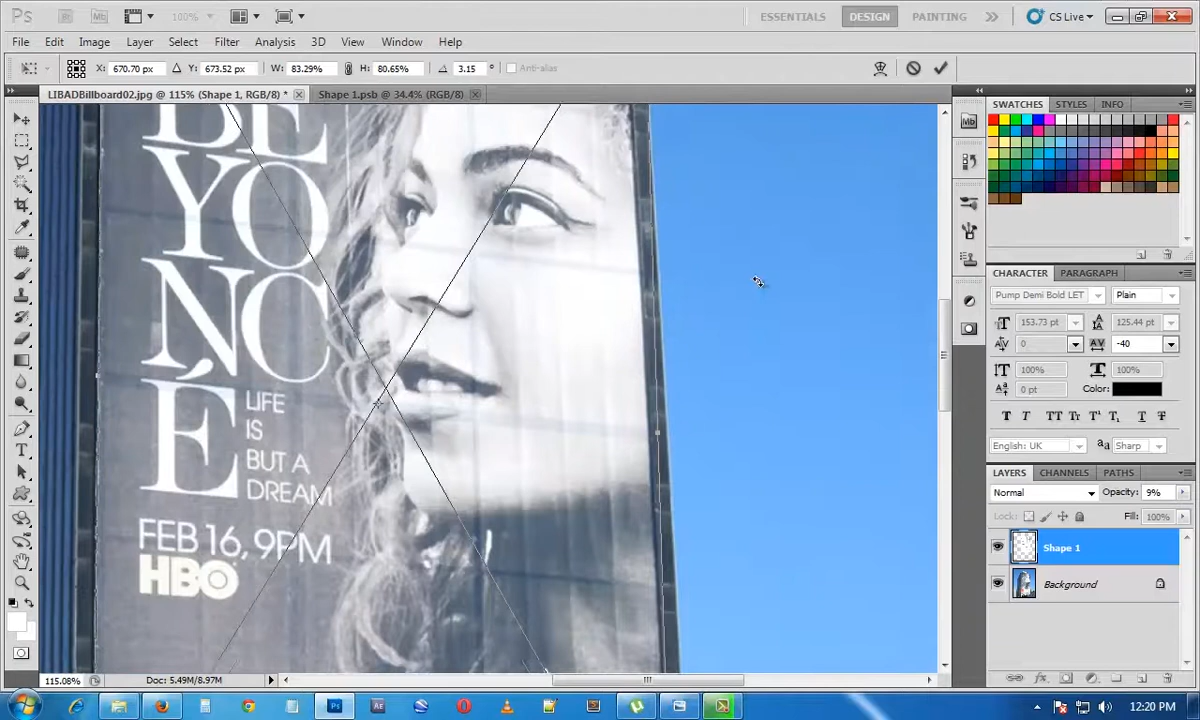 Ps
Br
Mb
100%
ESSENTIALS
DESIGN
PAINTING
CS Live
File Edit Image Layer Select Filter Analysis 3D View Window Help
X: 670.70 px Y: 673.52 px W: 83.29% H: 80.65% 3.15 ° Anti-alias
LIBADBillboard02.jpg @ 115% (Shape 1, RGB/8) *
Shape 1.psb @ 34.4% (RGB/8)
SWATCHES STYLES INFO
BE
YO
NC
É
LIFE
IS
BUT A
DREAM
FEB 16, 9PM
HBO
CHARACTER PARAGRAPH
Pump Demi Bold LET Plain
153.73 pt 125.44 pt
0 -40
100% 100%
0 pt Color:
English: UK Sharp
LAYERS CHANNELS PATHS
Normal Opacity: 9%
Lock: Fill: 100%
Shape 1
Background
115.08% Doc: 5.49M/8.97M
12:20 PM